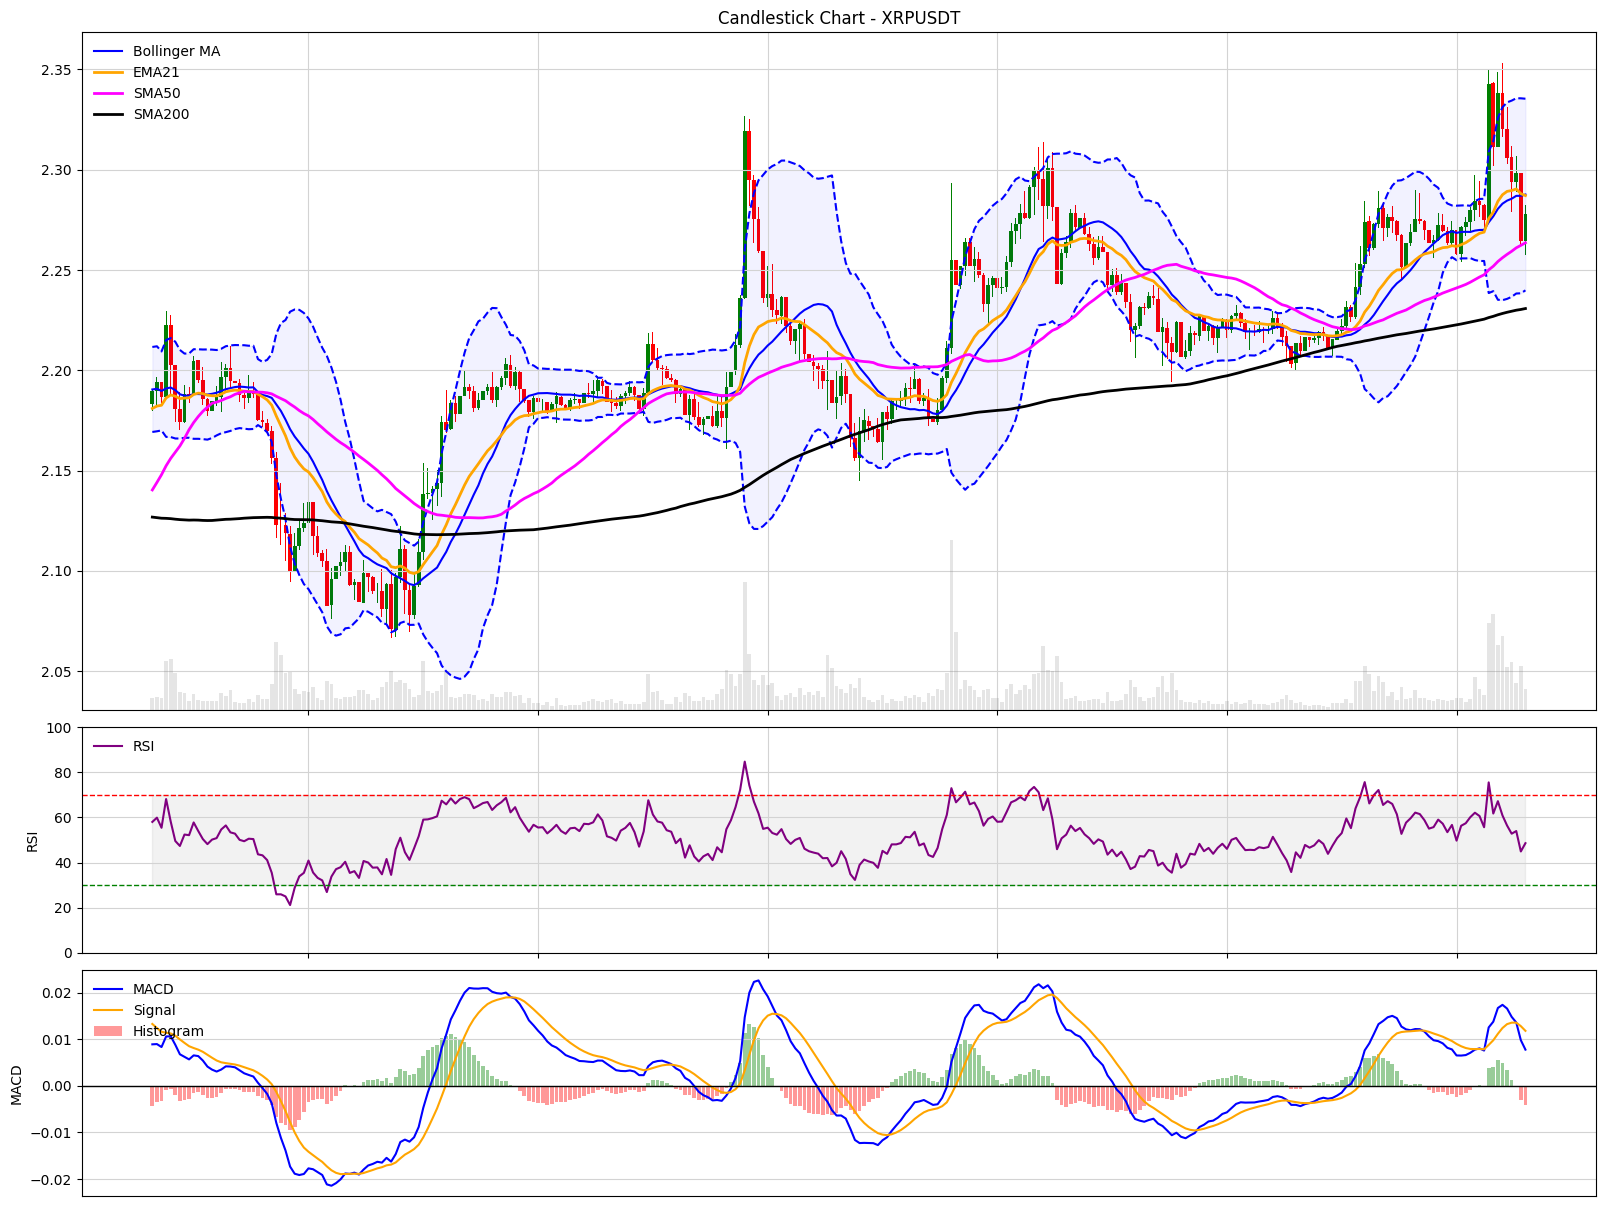 Candlestick Chart - XRPUSDT
Bollinger MA
EMA21
SMA50
SMA200
2.35
2.30
2.25
2.20
2.15
2.10
2.05
RSI
100
80
60
40
20
0
RSI
MACD
Signal
Histogram
0.02
0.01
0.00
−0.01
−0.02
MACD